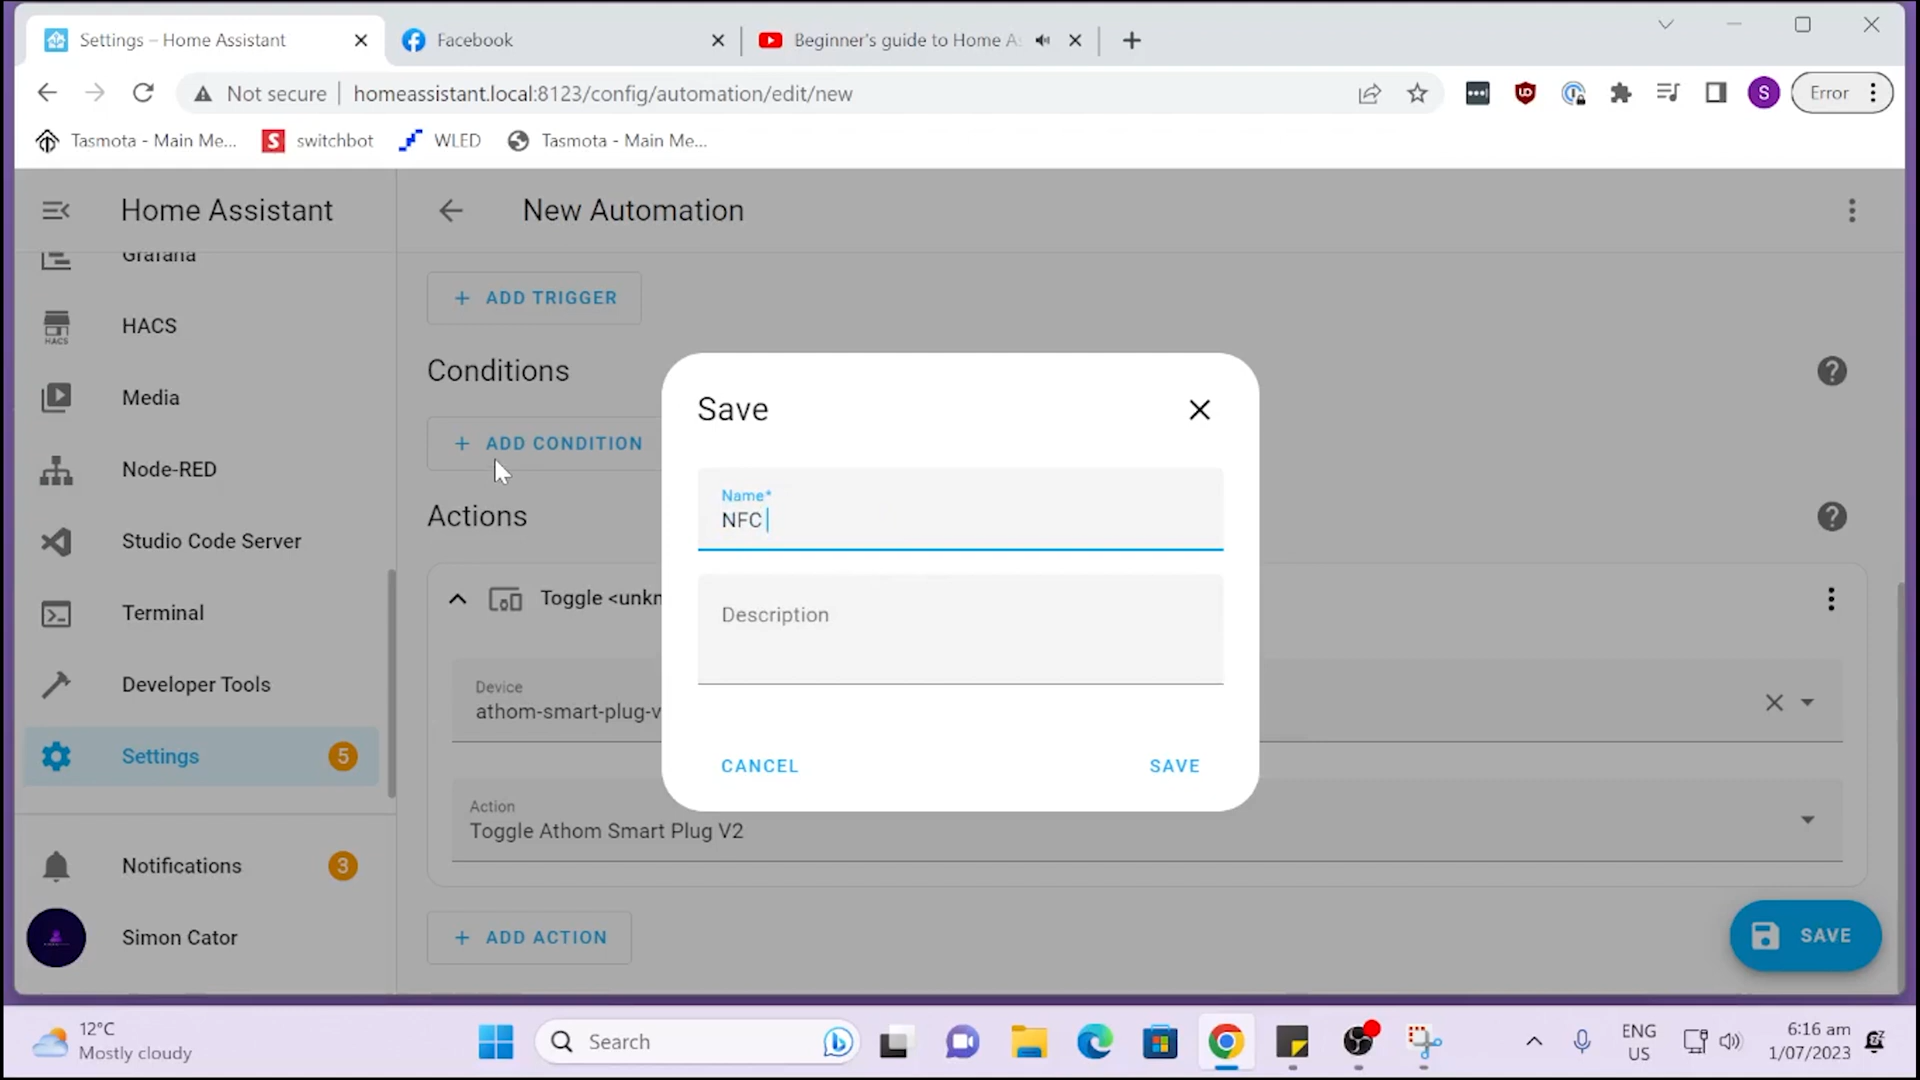 Settings – Home Assistant
Facebook
Beginner's guide to Home As
Not secure
homeassistant.local:8123/config/automation/edit/new
S
Error
Tasmota - Main Me...
switchbot
WLED
Tasmota - Main Me...
Home Assistant
New Automation
Grafana
HACS
Media
Node-RED
Studio Code Server
Terminal
Developer Tools
Settings
5
Notifications
3
Simon Cator
+ ADD TRIGGER
Conditions
+ ADD CONDITION
Actions
Toggle <unkn
Device
athom-smart-plug-v
Action
Toggle Athom Smart Plug V2
+ ADD ACTION
SAVE
Save
Name*
NFC
Description
CANCEL
SAVE
12°C
Mostly cloudy
Search
ENG
US
6:16 am
1/07/2023